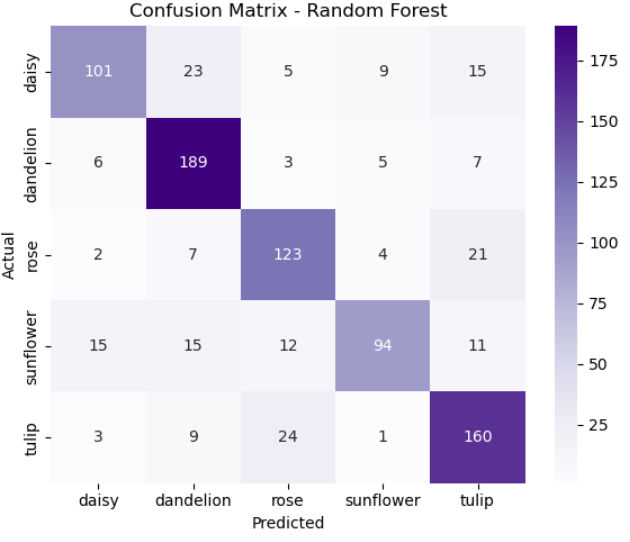 Confusion Matrix - Random Forest
Actual
daisy 101 23 5 9 15
dandelion 6 189 3 5 7
rose 2 7 123 4 21
sunflower 15 15 12 94 11
tulip 3 9 24 1 160
daisy dandelion rose sunflower tulip
Predicted
175
150
125
100
75
50
25